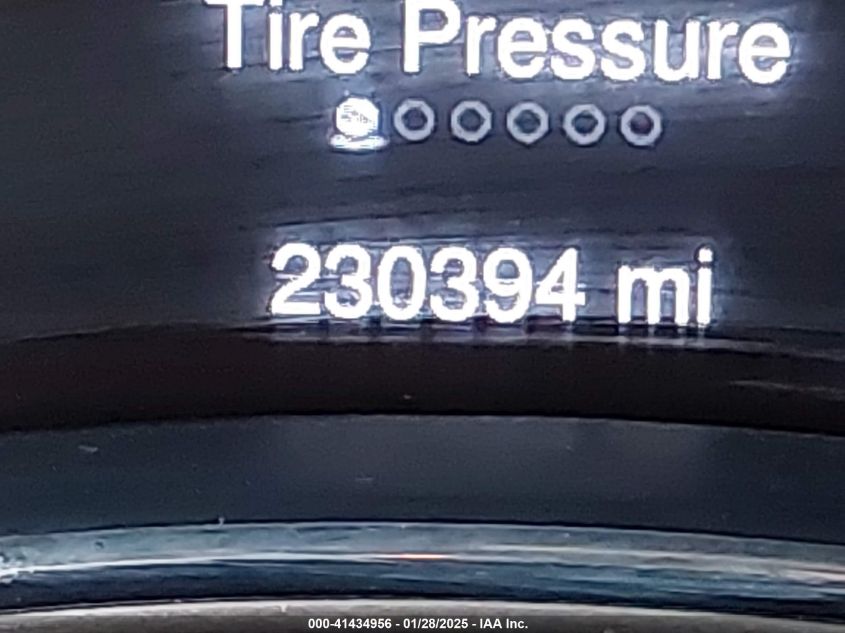 Tire Pressure
230394 mi
000-41434956 - 01/28/2025 - IAA Inc.